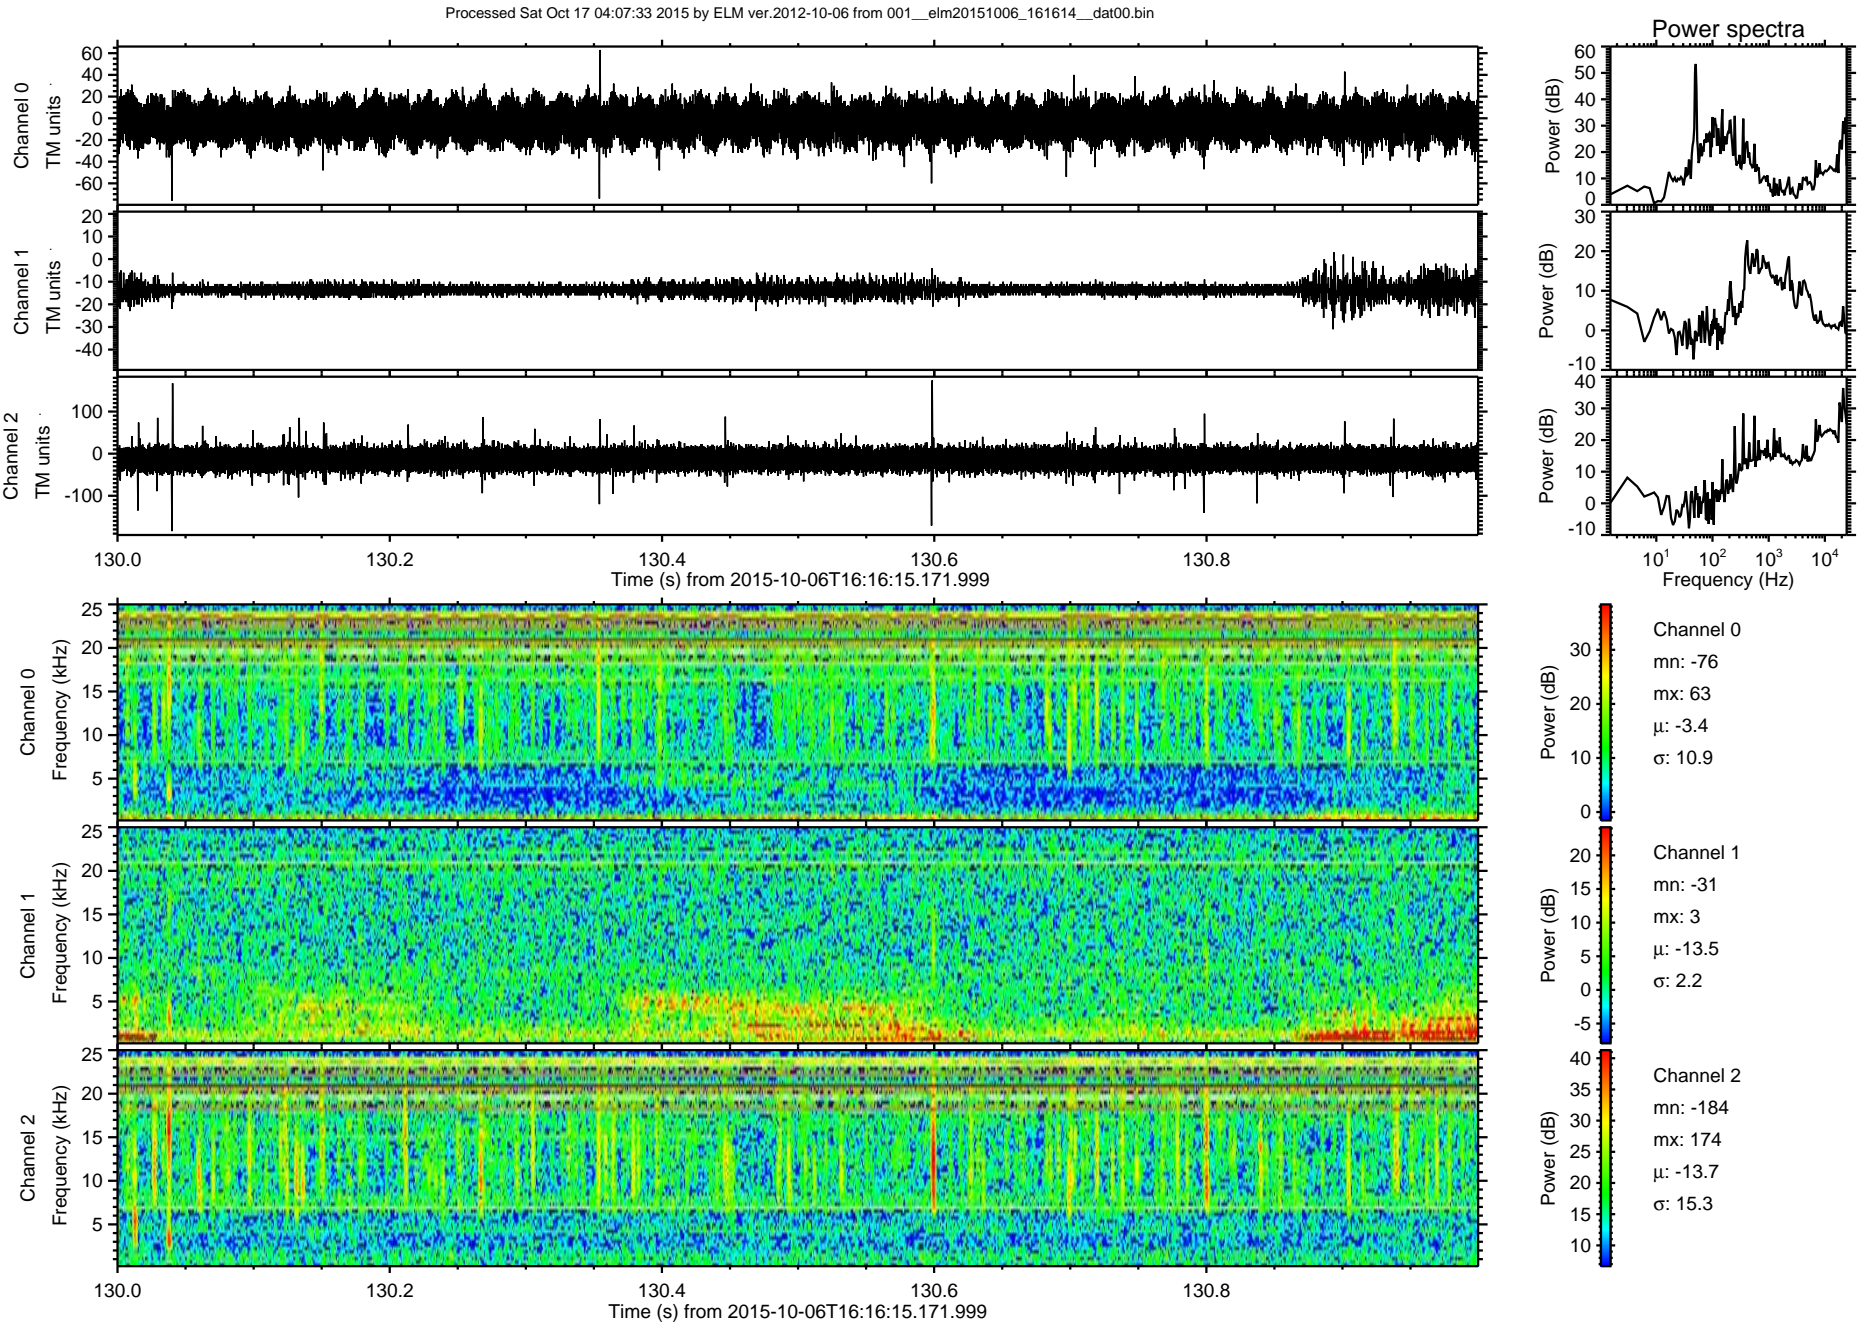 Processed Sat Oct 17 04:07:33 2015 by ELM ver.2012-10-06 from 001__elm20151006_161614__dat00.bin
Power spectra
Channel 0
TM units
60
40
20
0
-20
-40
-60
Power (dB)
60
50
40
30
20
10
0
Channel 1
TM units
20
10
0
-10
-20
-30
-40
Power (dB)
30
20
10
0
-10
Channel 2
TM units
100
0
-100
Power (dB)
40
30
20
10
0
-10
130.0 130.2 130.4 130.6 130.8
Time (s) from 2015-10-06T16:16:15.171.999
10^1 10^2 10^3 10^4
Frequency (Hz)
Channel 0
Frequency (kHz)
25
20
15
10
5
Power (dB)
30
20
10
0
Channel 0
mn: -76
mx: 63
μ: -3.4
σ: 10.9
Channel 1
Frequency (kHz)
25
20
15
10
5
Power (dB)
20
15
10
5
0
-5
Channel 1
mn: -31
mx: 3
μ: -13.5
σ: 2.2
Channel 2
Frequency (kHz)
25
20
15
10
5
Power (dB)
40
35
30
25
20
15
10
Channel 2
mn: -184
mx: 174
μ: -13.7
σ: 15.3
130.0 130.2 130.4 130.6 130.8
Time (s) from 2015-10-06T16:16:15.171.999